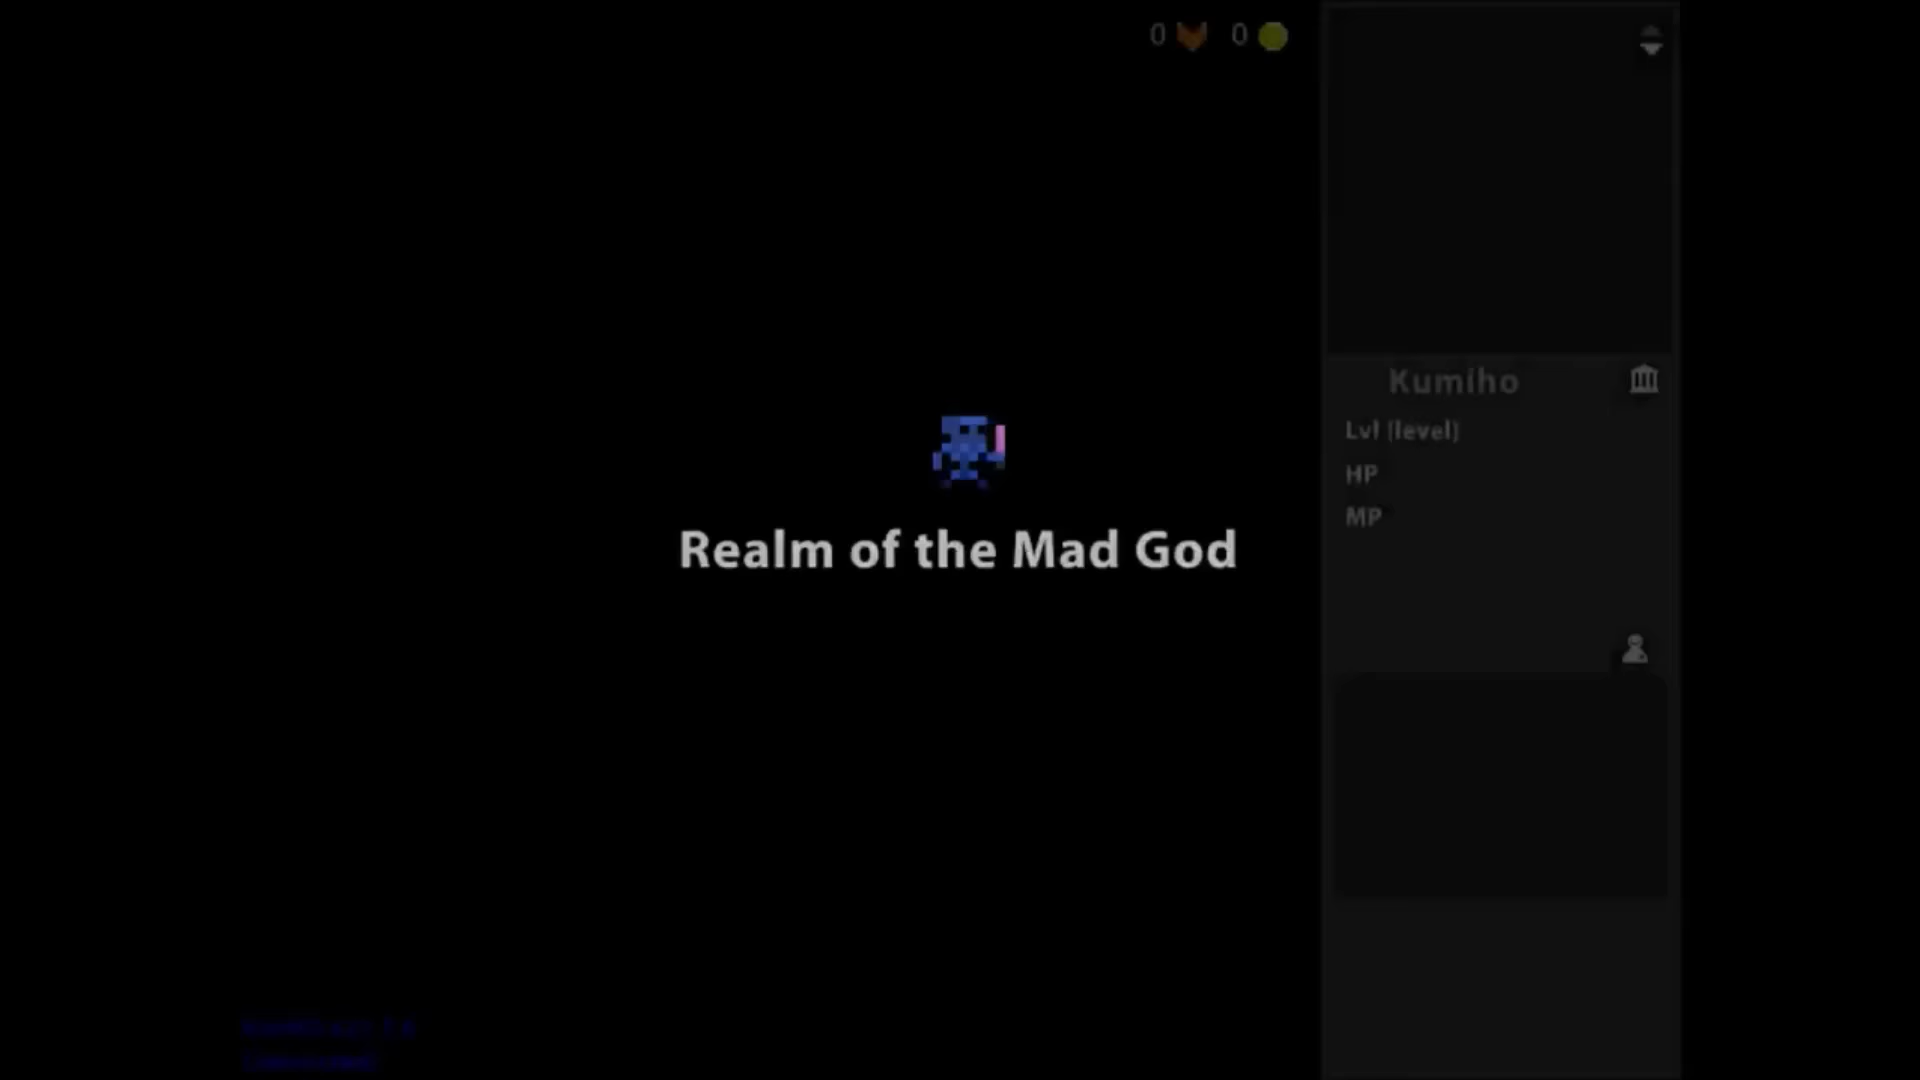 0 0
Kumiho
Lvl {level}
HP
MP
Realm of the Mad God